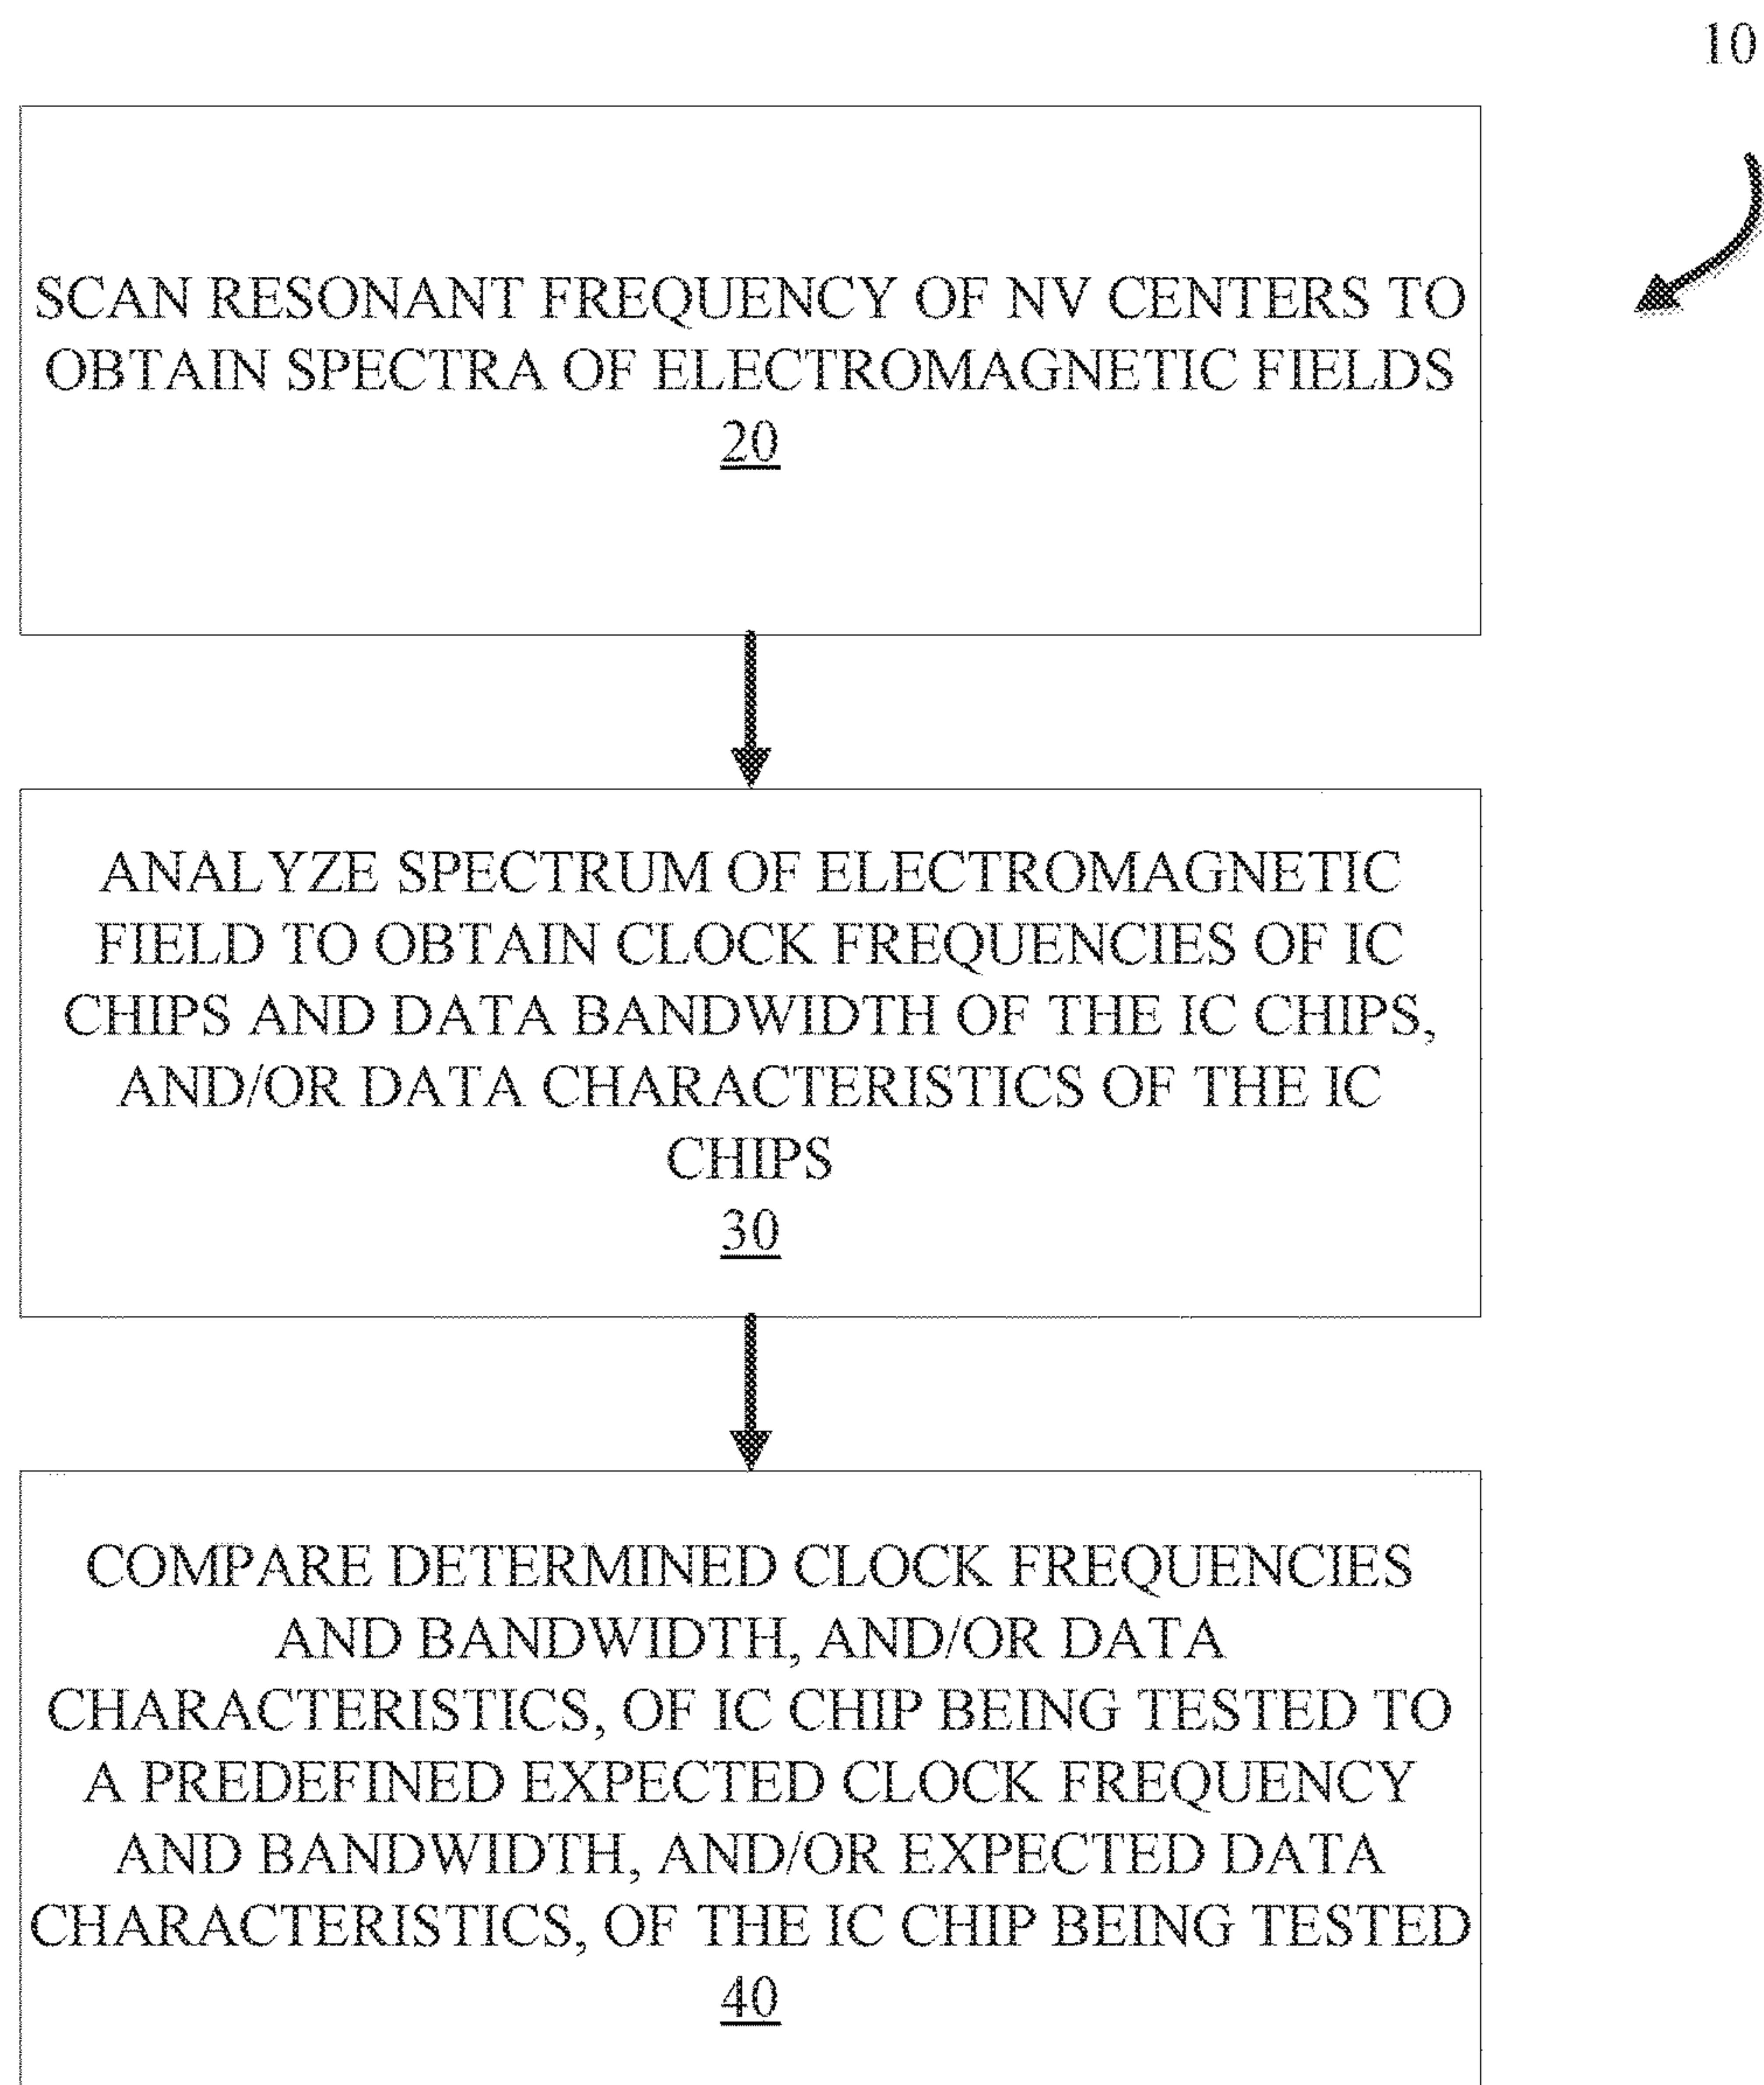 10
SCAN RESONANT FREQUENCY OF NV CENTERS TO
OBTAIN SPECTRA OF ELECTROMAGNETIC FIELDS
20
ANALYZE SPECTRUM OF ELECTROMAGNETIC
FIELD TO OBTAIN CLOCK FREQUENCIES OF IC
CHIPS AND DATA BANDWIDTH OF THE IC CHIPS,
AND/OR DATA CHARACTERISTICS OF THE IC
CHIPS
30
COMPARE DETERMINED CLOCK FREQUENCIES
AND BANDWIDTH, AND/OR DATA
CHARACTERISTICS, OF IC CHIP BEING TESTED TO
A PREDEFINED EXPECTED CLOCK FREQUENCY
AND BANDWIDTH, AND/OR EXPECTED DATA
CHARACTERISTICS, OF THE IC CHIP BEING TESTED
40